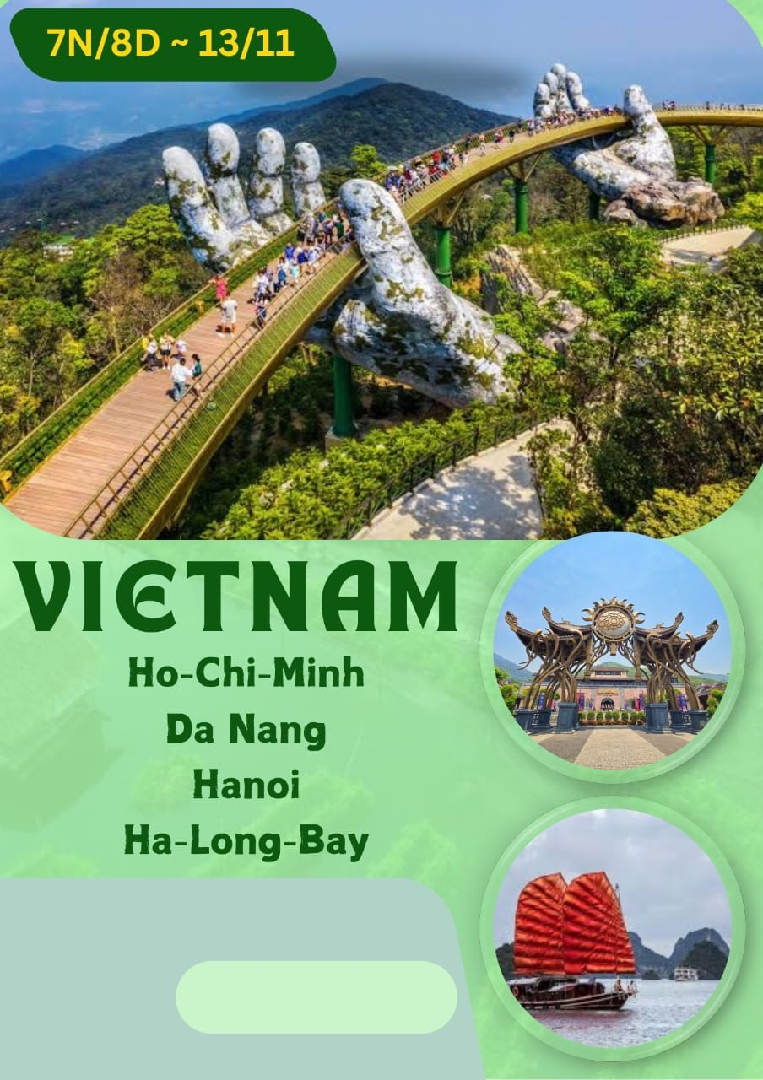 7N/8D ~ 13/11
VIETNAM
Ho-Chi-Minh
Da Nang
Hanoi
Ha-Long-Bay